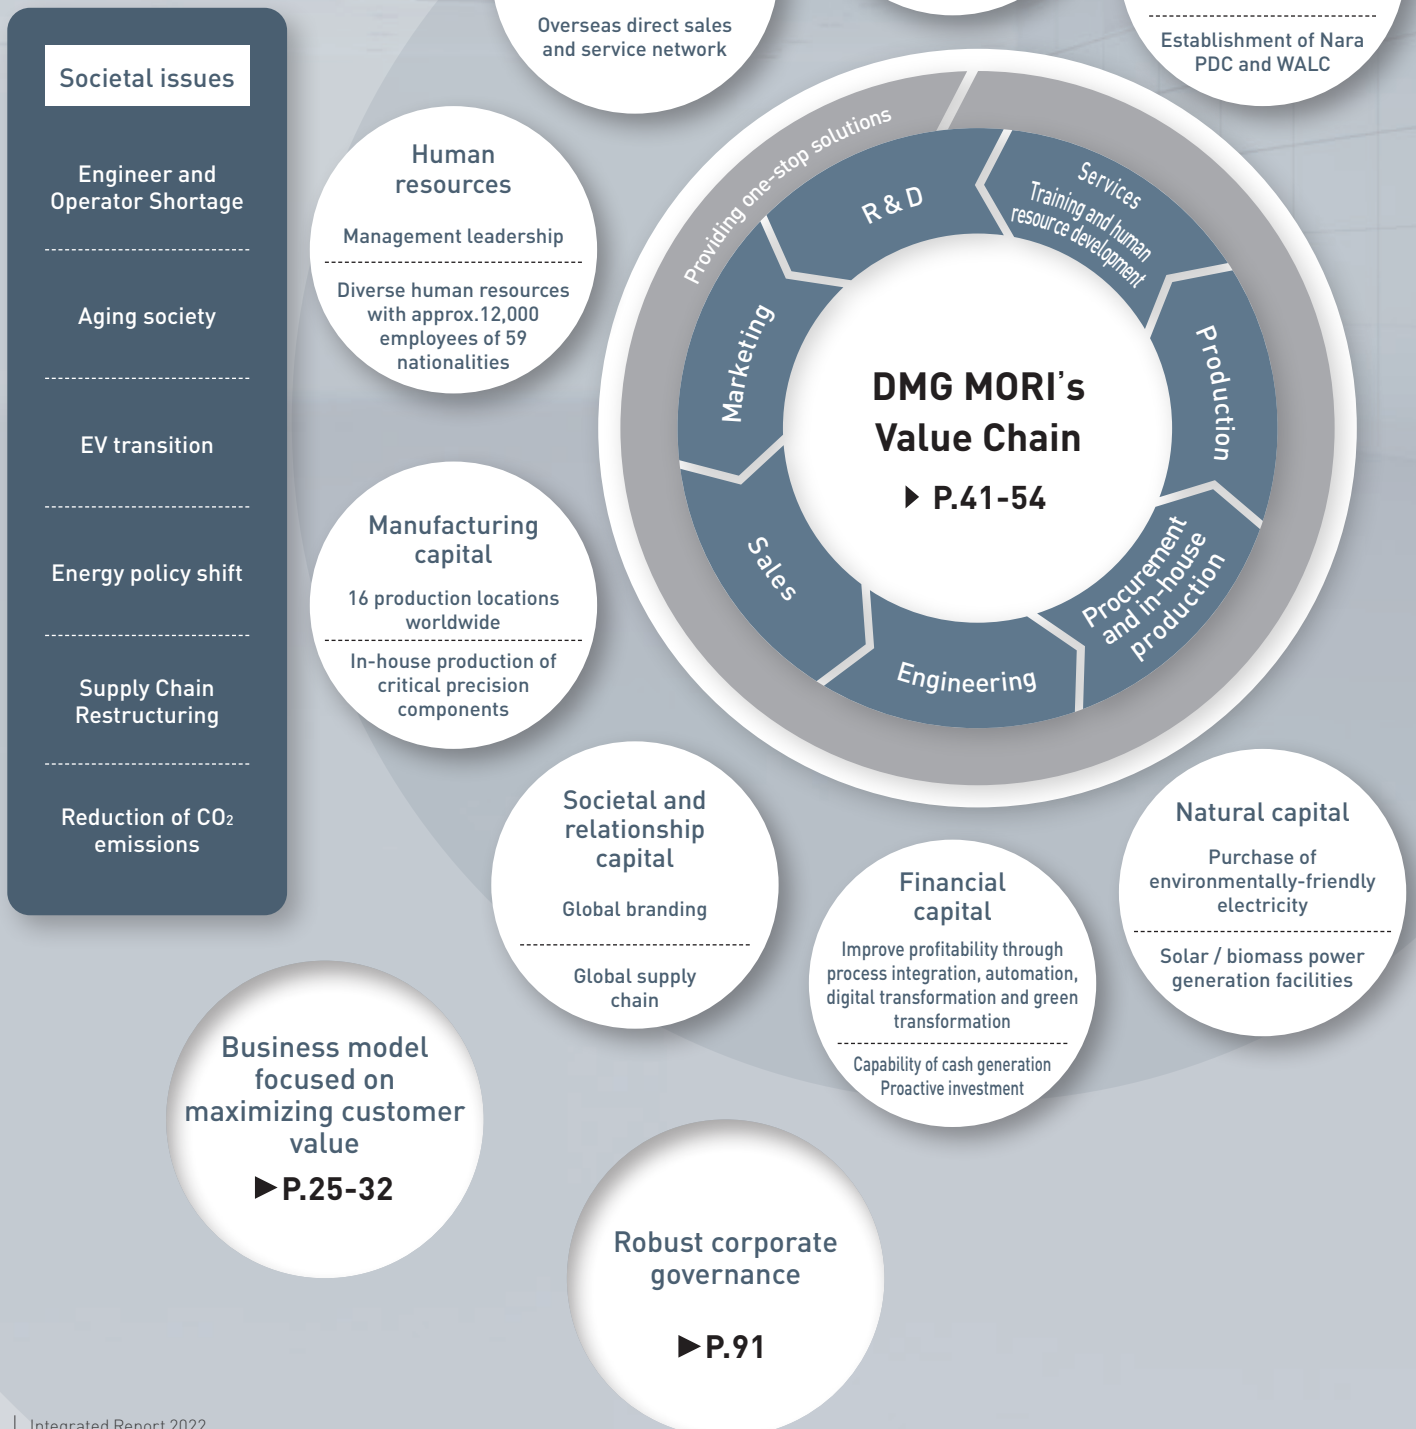 Societal issues
Engineer and
Operator Shortage
Aging society
EV transition
Energy policy shift
Supply Chain
Restructuring
Reduction of CO₂
emissions
Overseas direct sales
and service network
Establishment of Nara
PDC and WALC
Human
resources
Management leadership
Diverse human resources
with approx.12,000
employees of 59
nationalities
Manufacturing
capital
16 production locations
worldwide
In-house production of
critical precision
components
Providing one-stop solutions
R & D
Services
Training and human
resource development
Production
Procurement
and in-house
production
Engineering
Sales
Marketing
DMG MORI's
Value Chain
▶ P.41-54
Societal and
relationship
capital
Global branding
Global supply
chain
Financial
capital
Improve profitability through
process integration, automation,
digital transformation and green
transformation
Capability of cash generation
Proactive investment
Natural capital
Purchase of
environmentally-friendly
electricity
Solar / biomass power
generation facilities
Business model
focused on
maximizing customer
value
▶P.25-32
Robust corporate
governance
▶P.91
Integrated Report 2022